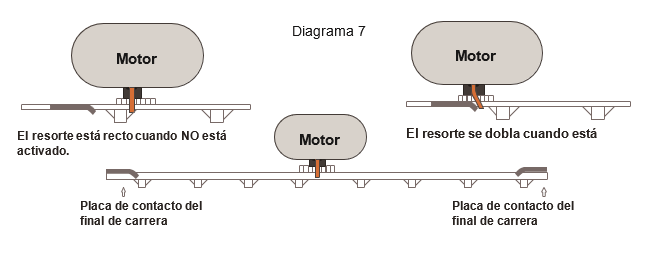 Diagrama 7
Motor
Motor
El resorte está recto cuando NO está
activado.
El resorte se dobla cuando está
Motor
Placa de contacto del
final de carrera
Placa de contacto del
final de carrera